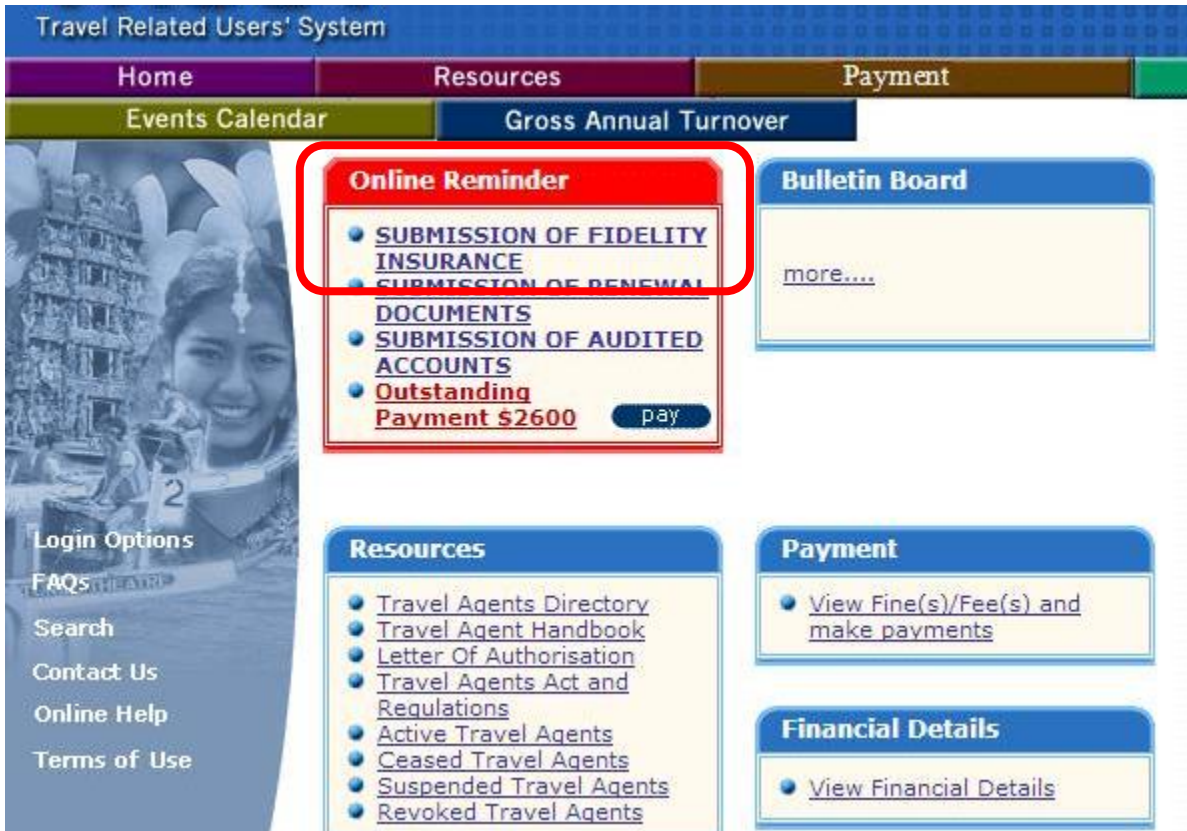 Travel Related Users' System
Home
Resources
Payment
Events Calendar
Gross Annual Turnover
Online Reminder
SUBMISSION OF FIDELITY
INSURANCE
SUBMISSION OF RENEWAL
DOCUMENTS
SUBMISSION OF AUDITED
ACCOUNTS
Outstanding
Payment $2600
pay
Bulletin Board
more....
2
Login Options
FAQs
Search
Contact Us
Online Help
Terms of Use
Resources
Travel Agents Directory
Travel Agent Handbook
Letter Of Authorisation
Travel Agents Act and
Regulations
Active Travel Agents
Ceased Travel Agents
Suspended Travel Agents
Revoked Travel Agents
Payment
View Fine(s)/Fee(s) and
make payments
Financial Details
View Financial Details